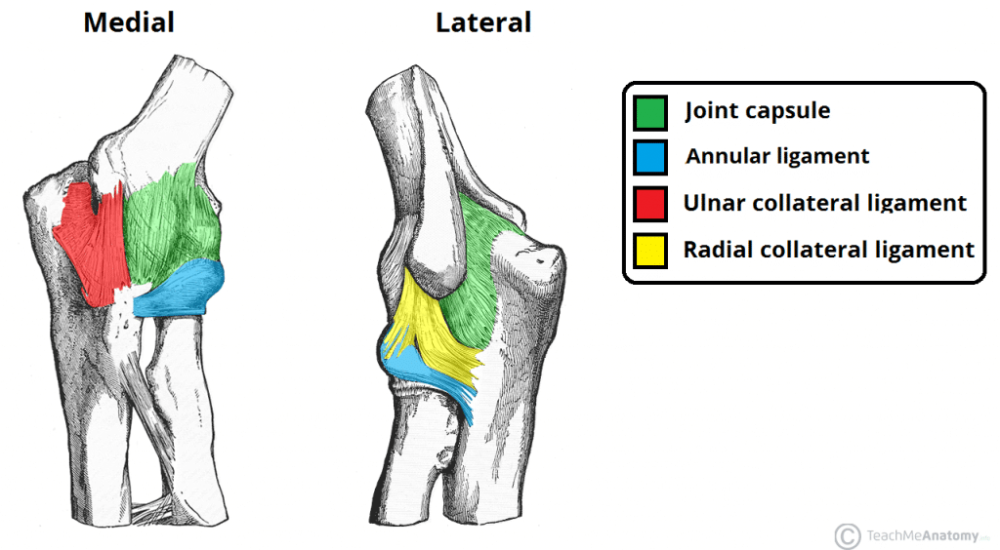 Medial
Lateral
Joint capsule
Annular ligament
Ulnar collateral ligament
Radial collateral ligament
© TeachMeAnatomy